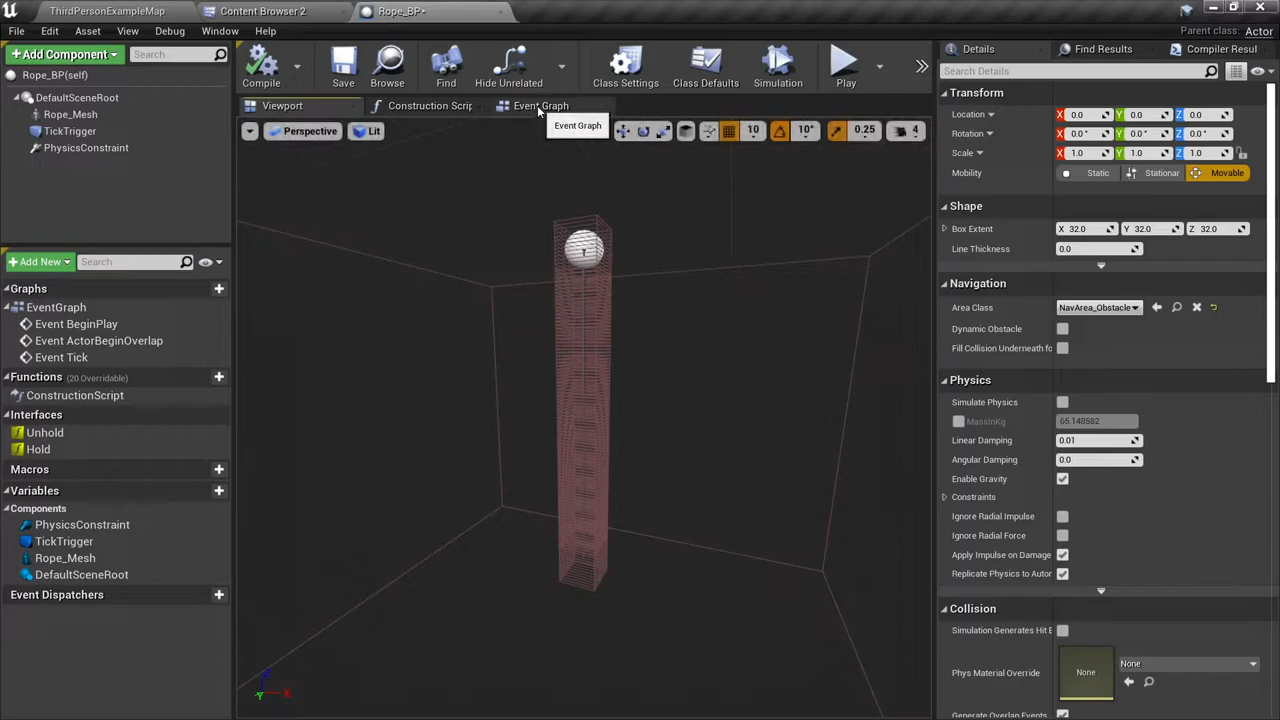 ThirdPersonExampleMap
Content Browser 2
Rope_BP*
File
Edit
Asset
View
Debug
Window
Help
Parent class: Actor
Add Component
Search
Rope_BP(self)
DefaultSceneRoot
Rope_Mesh
TickTrigger
PhysicsConstraint
Compile
Save
Browse
Find
Hide Unrelated
Class Settings
Class Defaults
Simulation
Play
Viewport
Construction Scrip
Event Graph
Event Graph
Perspective
Lit
10
10°
0.25
4
Add New
Search
Graphs
EventGraph
Event BeginPlay
Event ActorBeginOverlap
Event Tick
Functions (20 Overridable)
ConstructionScript
Interfaces
Unhold
Hold
Macros
Variables
Components
PhysicsConstraint
TickTrigger
Rope_Mesh
DefaultSceneRoot
Event Dispatchers
Z
X
Y
Details
Find Results
Compiler Resul
Search Details
Transform
Location X 0.0 Y 0.0 Z 0.0
Rotation X 0.0 ° Y 0.0 ° Z 0.0 °
Scale X 1.0 Y 1.0 Z 1.0
Mobility Static Stationar Movable
Shape
Box Extent X 32.0 Y 32.0 Z 32.0
Line Thickness 0.0
Navigation
Area Class NavArea_Obstacle
Dynamic Obstacle
Fill Collision Underneath fo
Physics
Simulate Physics
MassInKg 65.148582
Linear Damping 0.01
Angular Damping 0.0
Enable Gravity
Constraints
Ignore Radial Impulse
Ignore Radial Force
Apply Impulse on Damage
Replicate Physics to Autor
Collision
Simulation Generates Hit E
Phys Material Override None None
Generate Overlap Events